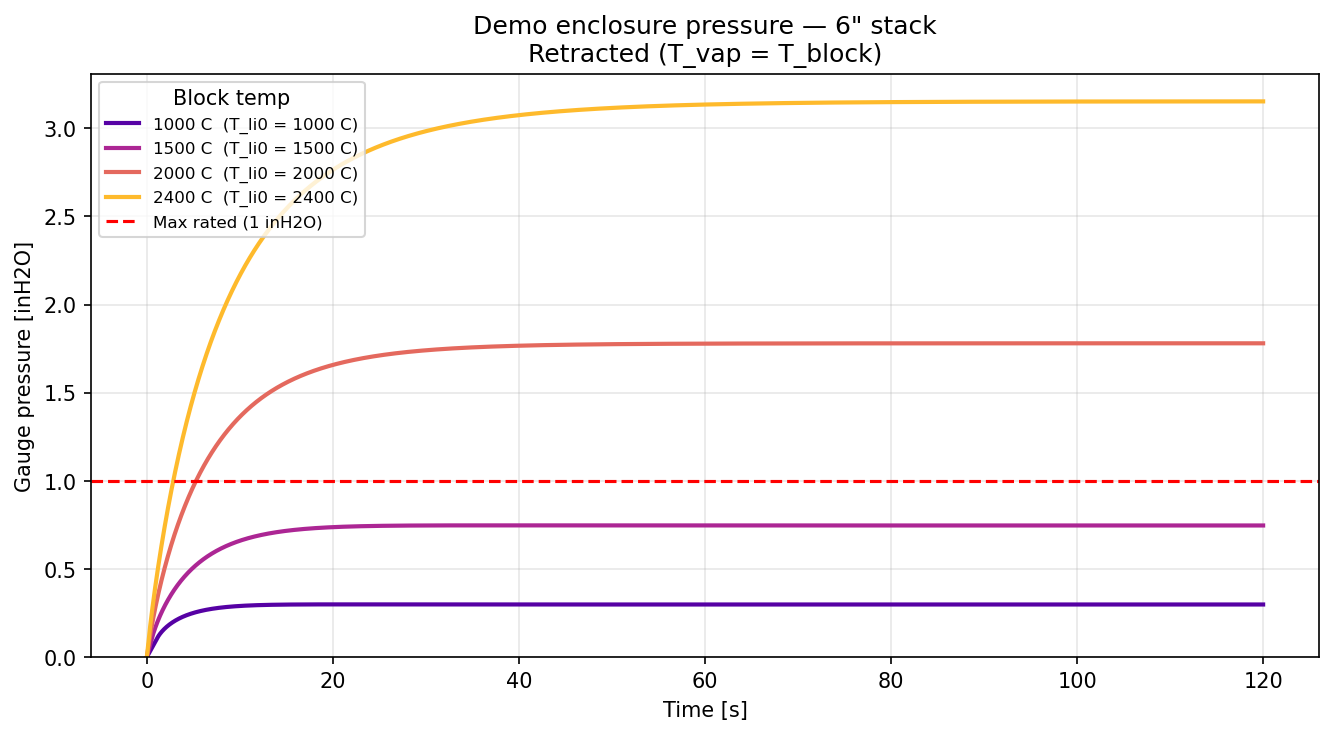 Demo enclosure pressure — 6" stack
Retracted (T_vap = T_block)
Block temp
1000 C  (T_li0 = 1000 C)
1500 C  (T_li0 = 1500 C)
2000 C  (T_li0 = 2000 C)
2400 C  (T_li0 = 2400 C)
Max rated (1 inH2O)
Gauge pressure [inH2O]
3.0
2.5
2.0
1.5
1.0
0.5
0.0
0
20
40
60
80
100
120
Time [s]